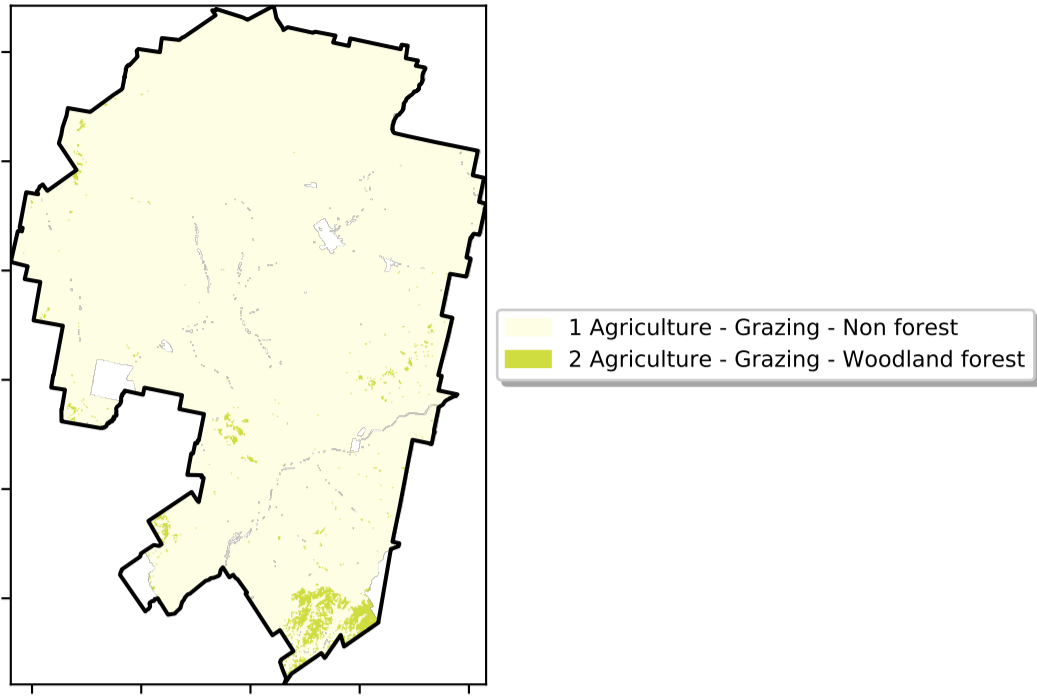 1 Agriculture - Grazing - Non forest
2 Agriculture - Grazing - Woodland forest